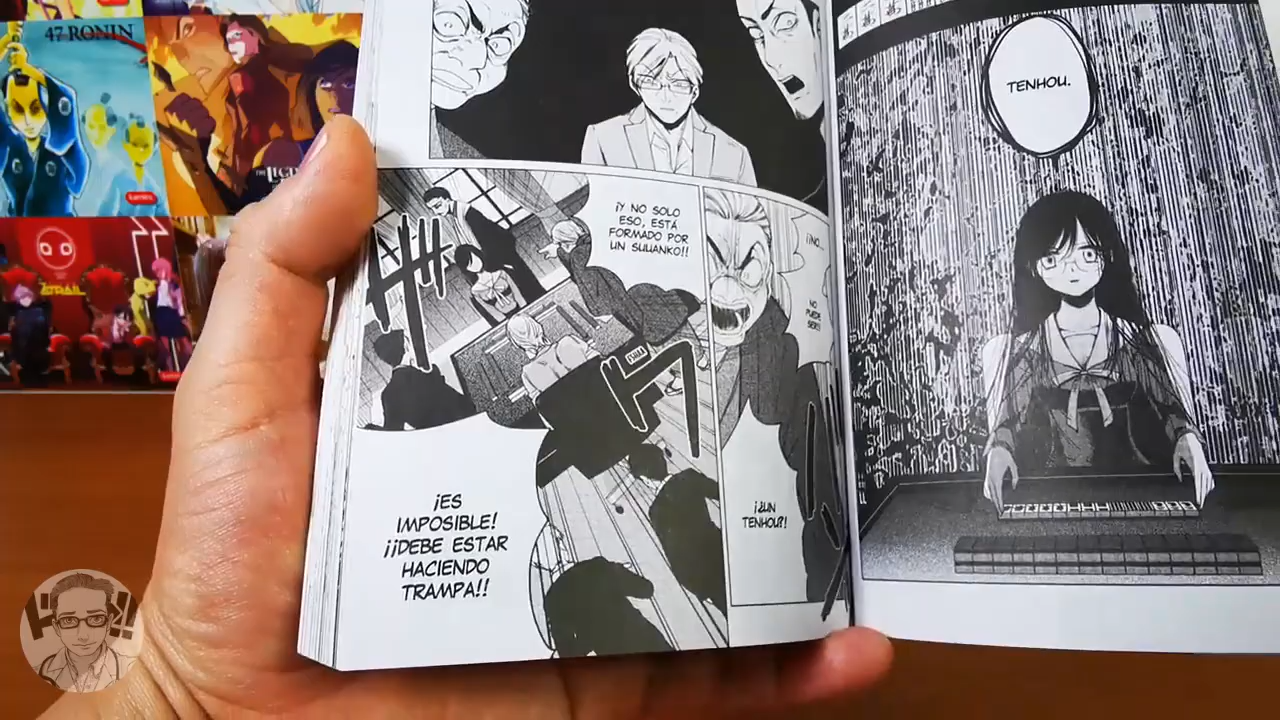 47 RONIN
TENHOU.
¡NO...
NO
PUEDE
SER!!
¡¿UN
TENHOU?!
¡Y NO SOLO
ESO, ESTÁ
FORMADO POR
UN SUUANKO!!
¡ES
IMPOSIBLE!
¡¡DEBE ESTAR
HACIENDO
TRAMPA!!